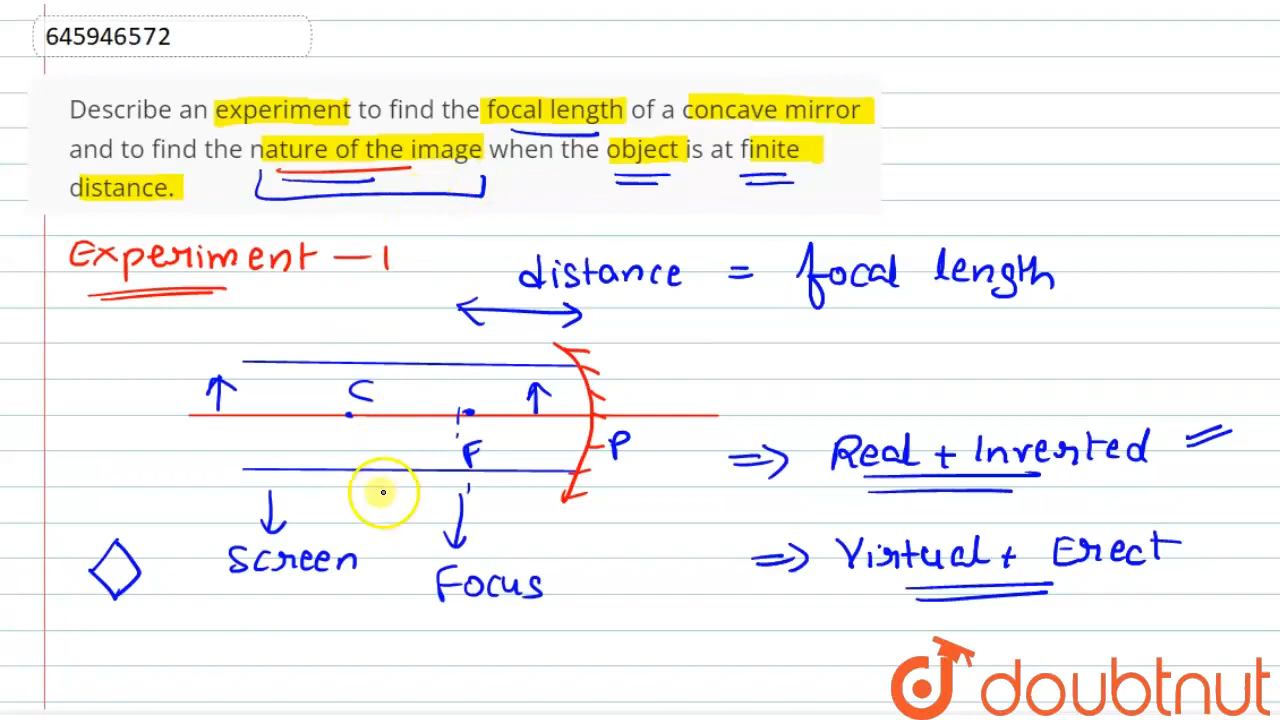 645946572
Describe an experiment to find the focal length of a concave mirror
and to find the nature of the image when the object is at finite
distance.
Experiment - 1
distance = focal length
C
F
P
⇒ Real + Inverted
Screen
Focus
⇒ Virtual + Erect
doubtnut